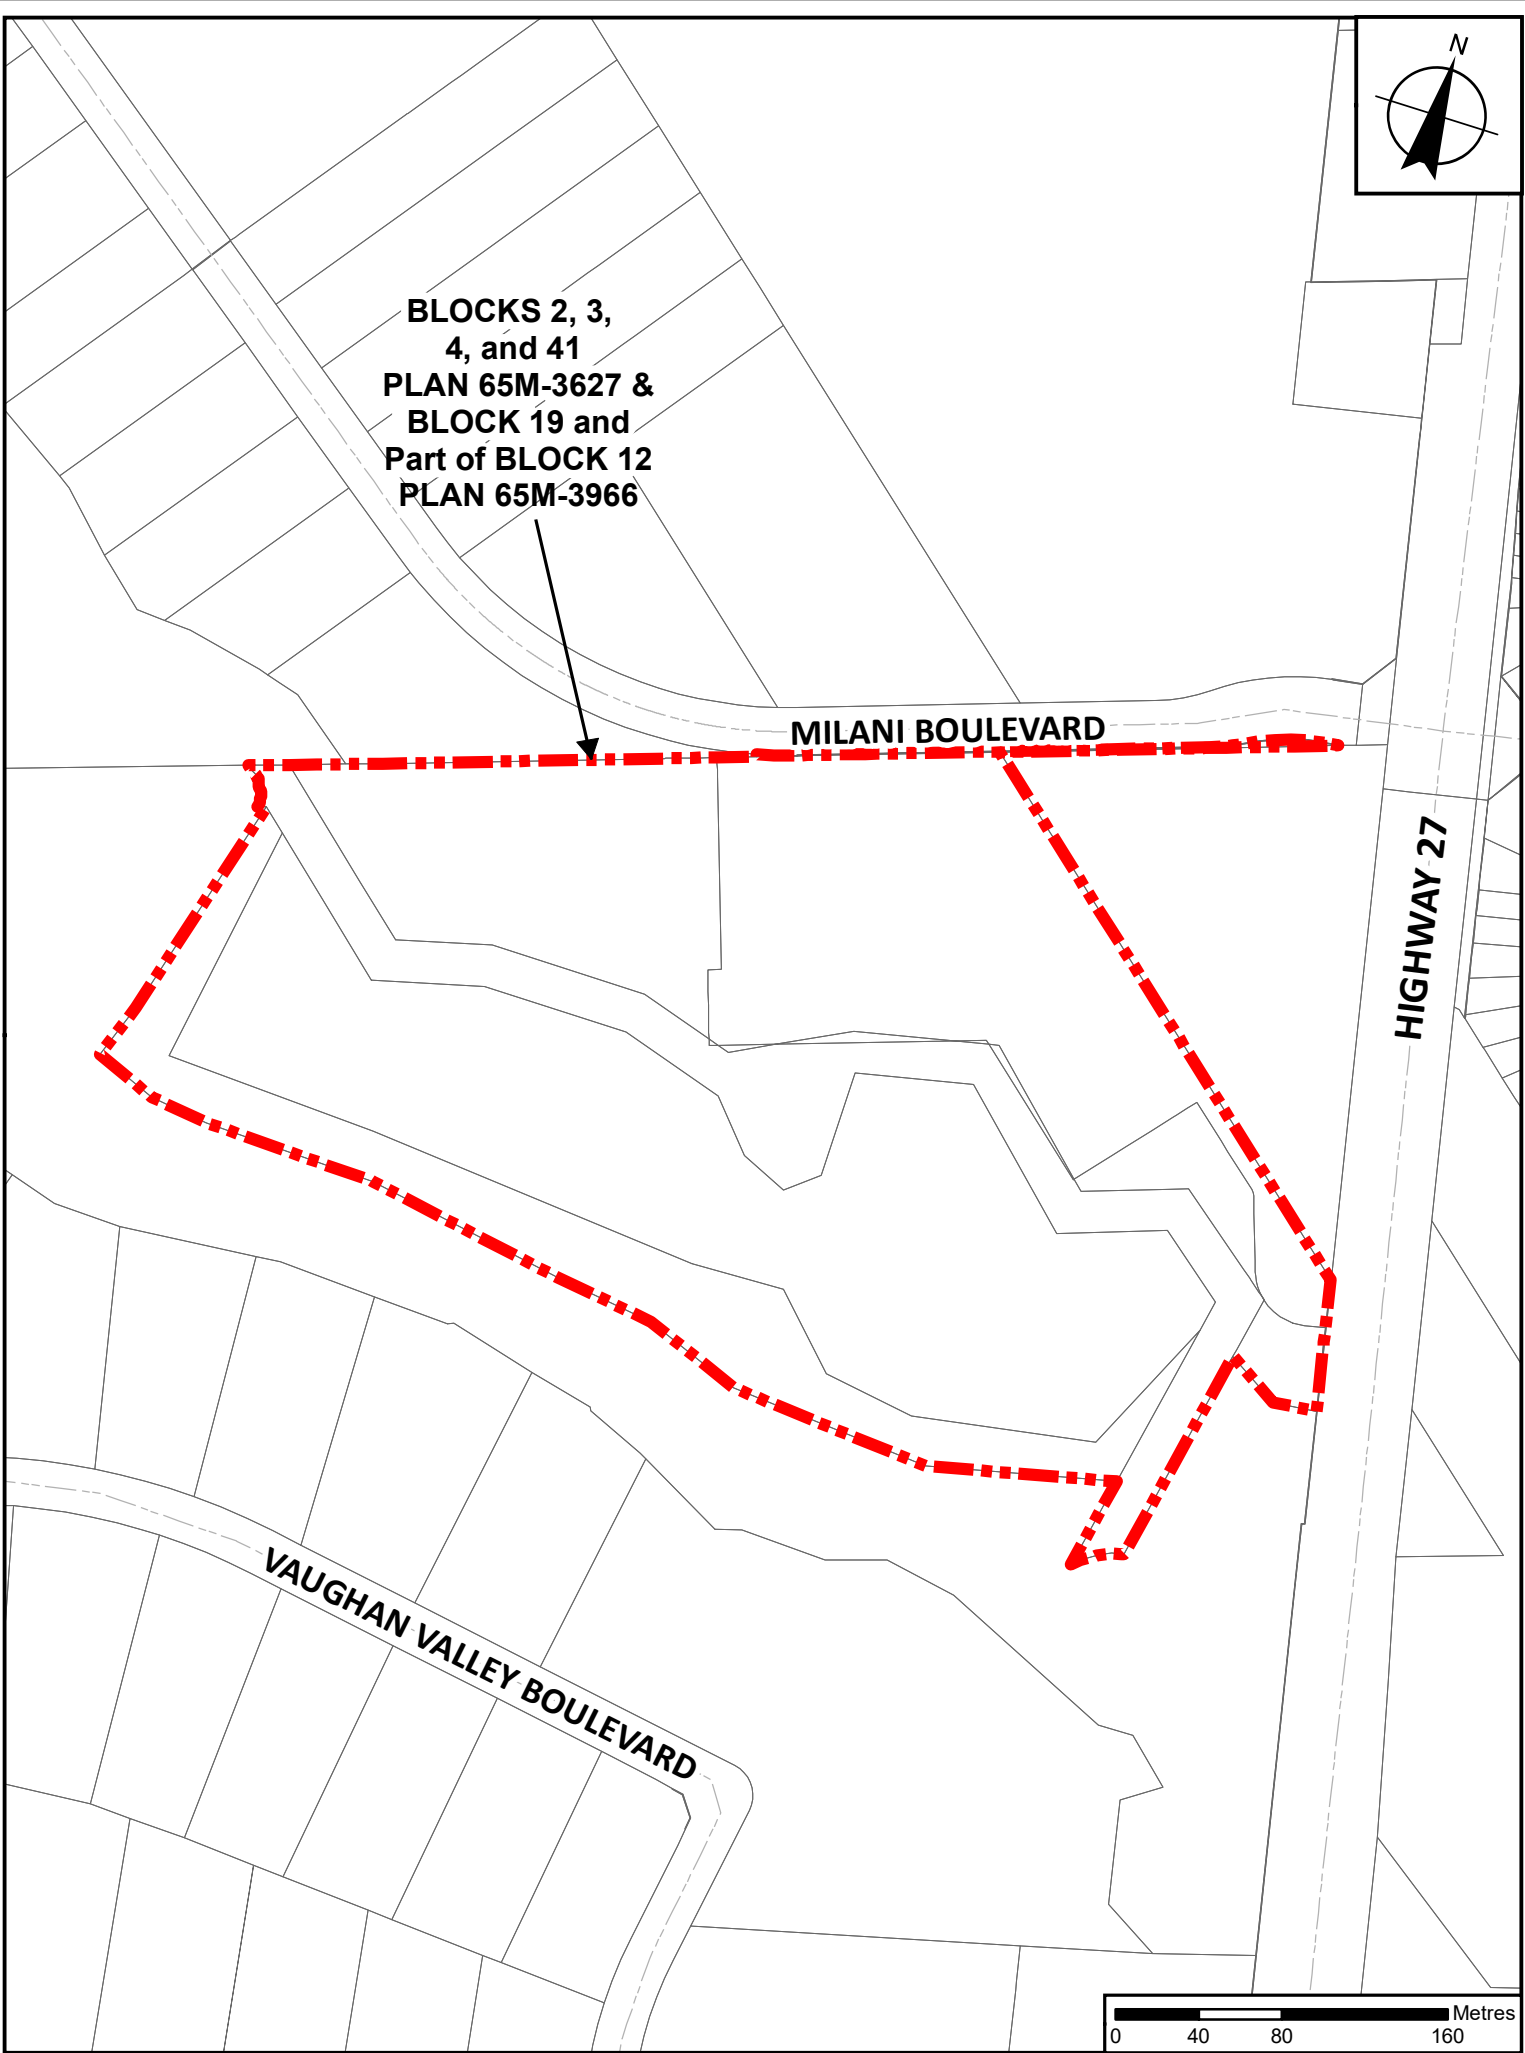 N
BLOCKS 2, 3,
4, and 41
PLAN 65M-3627 &
BLOCK 19 and
Part of BLOCK 12
PLAN 65M-3966
MILANI BOULEVARD
HIGHWAY 27
VAUGHAN VALLEY BOULEVARD
Metres
0 40 80 160